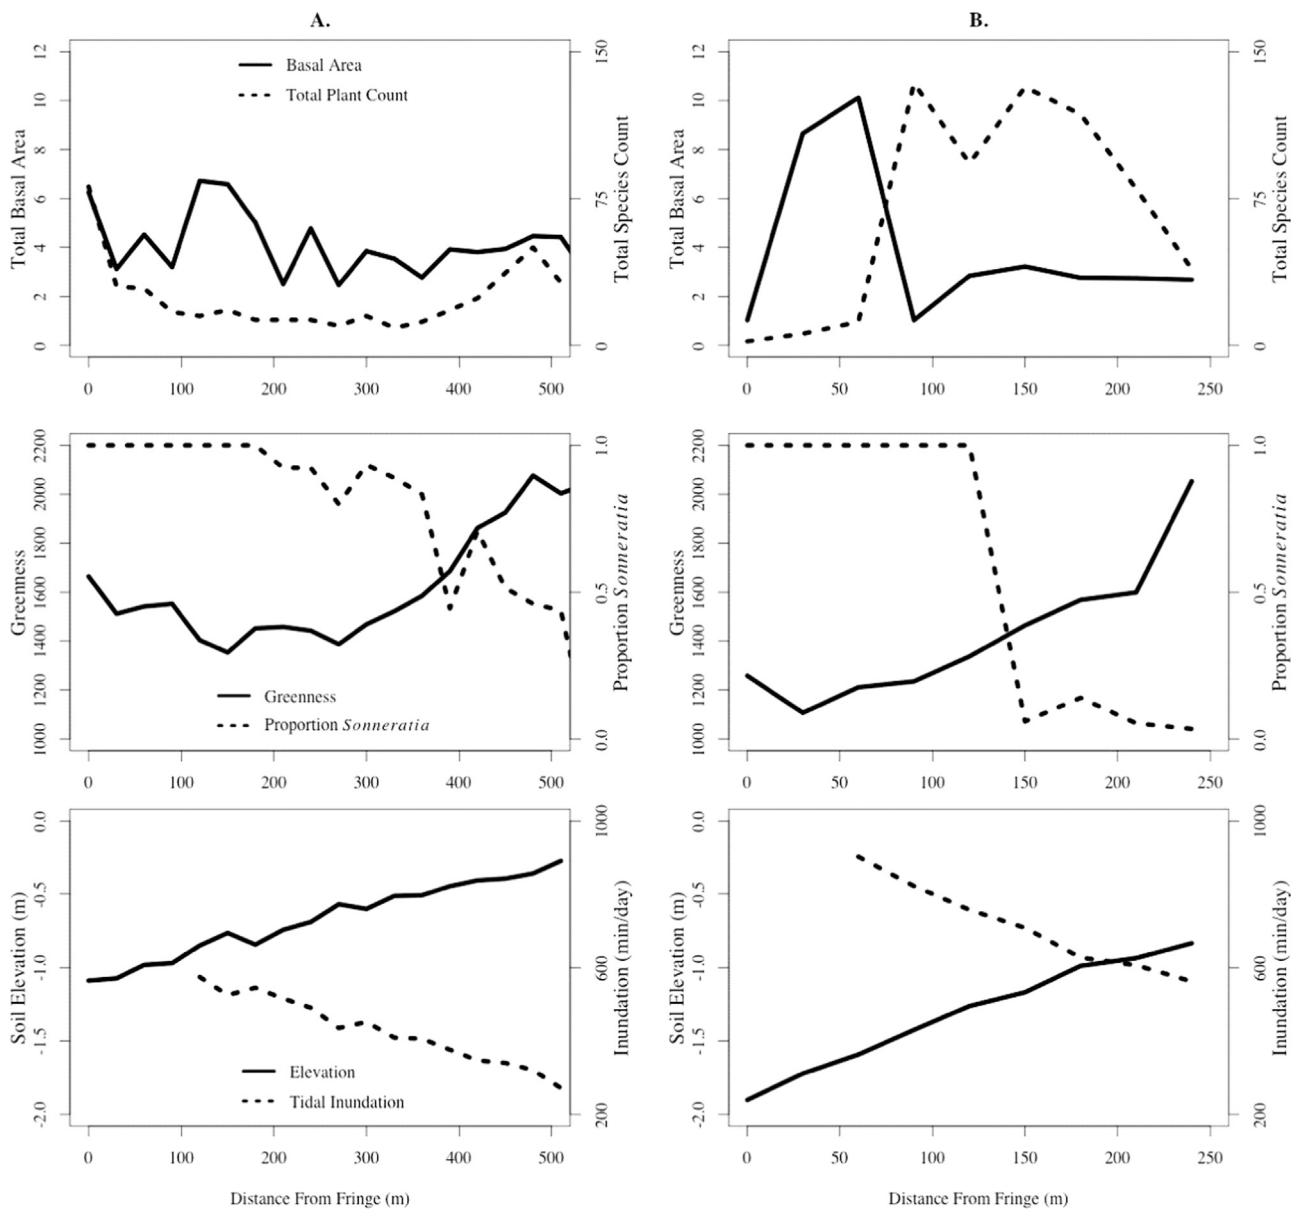 A.
B.
12
10
8
6
4
2
0
Total Basal Area
Basal Area
Total Plant Count
150
75
0
Total Species Count
0 100 200 300 400 500
12
10
8
6
4
2
0
Total Basal Area
150
75
0
Total Species Count
0 50 100 150 200 250
2200
2000
1800
1600
1400
1200
1000
Greenness
Greenness
Proportion Sonneratia
1.0
0.5
0.0
Proportion Sonneratia
0 100 200 300 400 500
2200
2000
1800
1600
1400
1200
1000
Greenness
1.0
0.5
0.0
Proportion Sonneratia
0 50 100 150 200 250
0.0
-0.5
-1.0
-1.5
-2.0
Soil Elevation (m)
Elevation
Tidal Inundation
1000
600
200
Inundation (min/day)
0 100 200 300 400 500
Distance From Fringe (m)
0.0
-0.5
-1.0
-1.5
-2.0
Soil Elevation (m)
1000
600
200
Inundation (min/day)
0 50 100 150 200 250
Distance From Fringe (m)